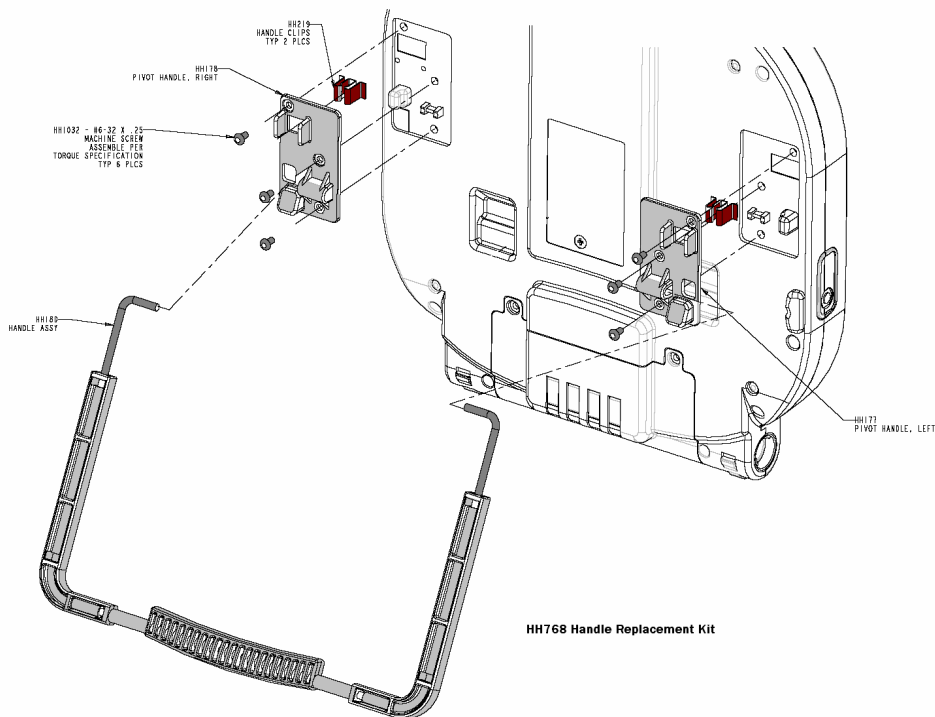 HH219
HANDLE CLIPS
TYP 2 PLCS
HH178
PIVOT HANDLE, RIGHT
HH1032 - #6-32 X .25
MACHINE SCREW
ASSEMBLE PER
TORQUE SPECIFICATION
TYP 6 PLCS
HH180
HANDLE ASSY
HH177
PIVOT HANDLE, LEFT
HH768 Handle Replacement Kit